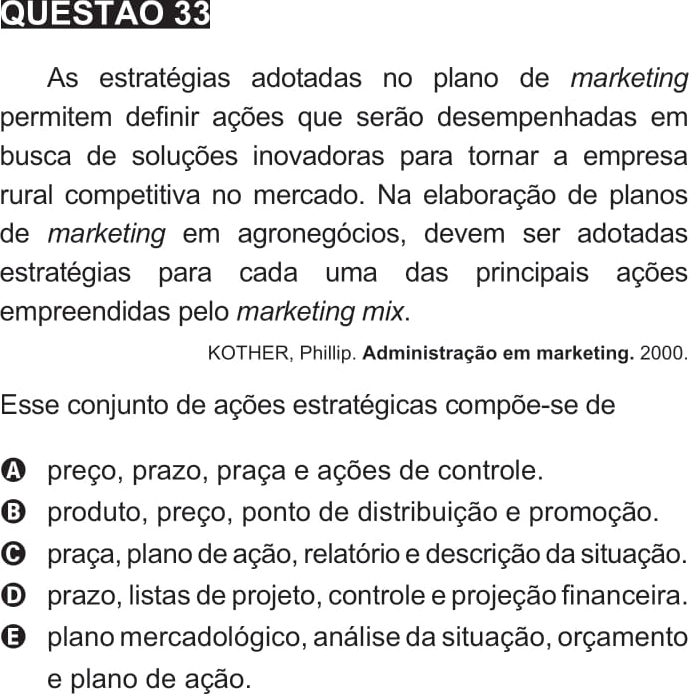 QUESTÃO 33
As estratégias adotadas no plano de marketing
permitem definir ações que serão desempenhadas em
busca de soluções inovadoras para tornar a empresa
rural competitiva no mercado. Na elaboração de planos
de marketing em agronegócios, devem ser adotadas
estratégias para cada uma das principais ações
empreendidas pelo marketing mix.
KOTHER, Phillip. Administração em marketing. 2000.
Esse conjunto de ações estratégicas compõe-se de
A preço, prazo, praça e ações de controle.
B produto, preço, ponto de distribuição e promoção.
C praça, plano de ação, relatório e descrição da situação.
D prazo, listas de projeto, controle e projeção financeira.
E plano mercadológico, análise da situação, orçamento
e plano de ação.